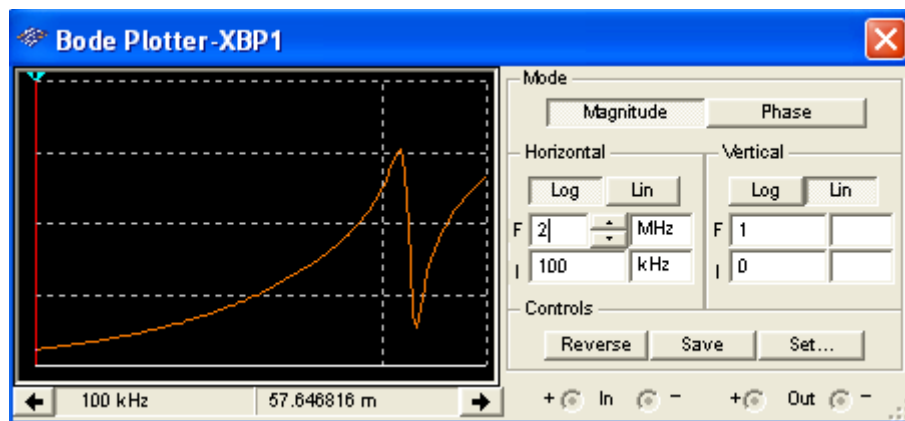 Bode Plotter-XBP1
Mode
Magnitude Phase
Horizontal Vertical
Log Lin Log Lin
F 2 MHz F 1
I 100 kHz I 0
Controls
Reverse Save Set...
100 kHz 57.646816 m + In - + Out -